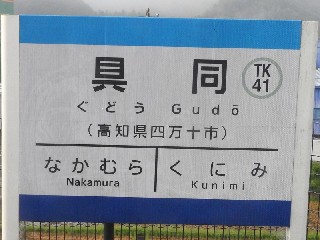 具同
TK
41
ぐどう Gudō
(高知県四万十市)
なかむら くにみ
Nakamura Kunimi